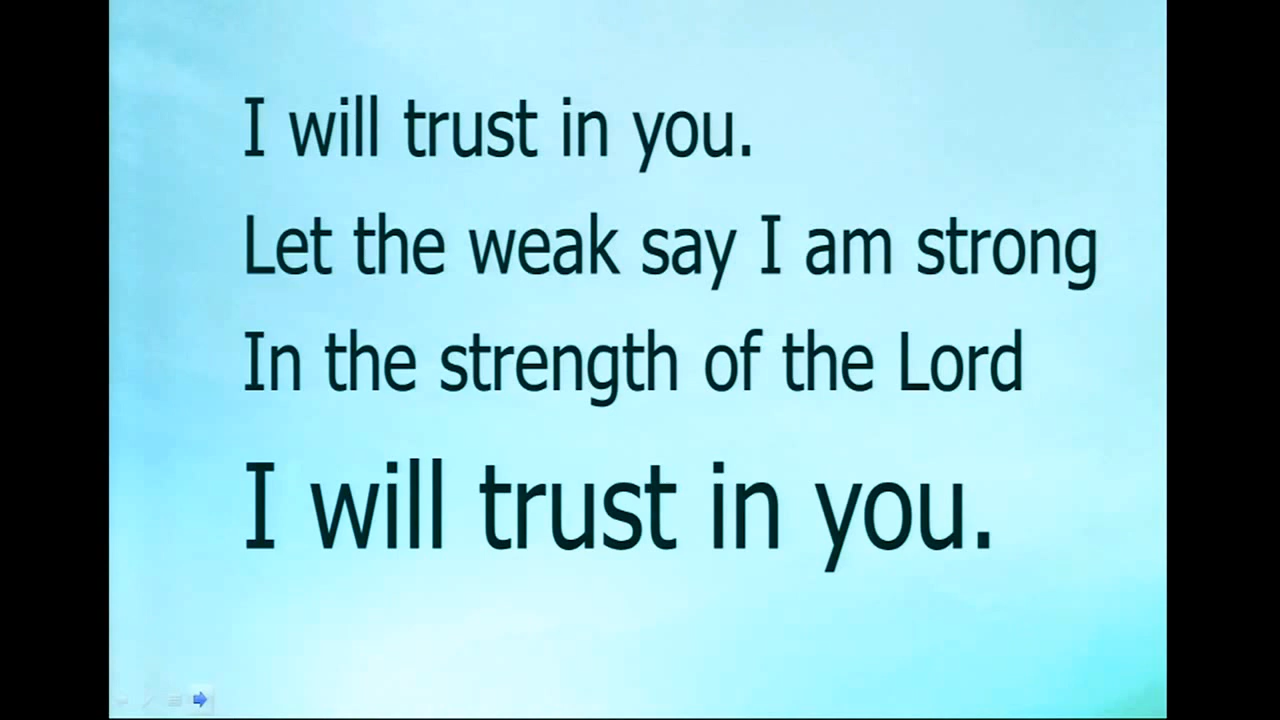 I will trust in you.
Let the weak say I am strong
In the strength of the Lord
I will trust in you.